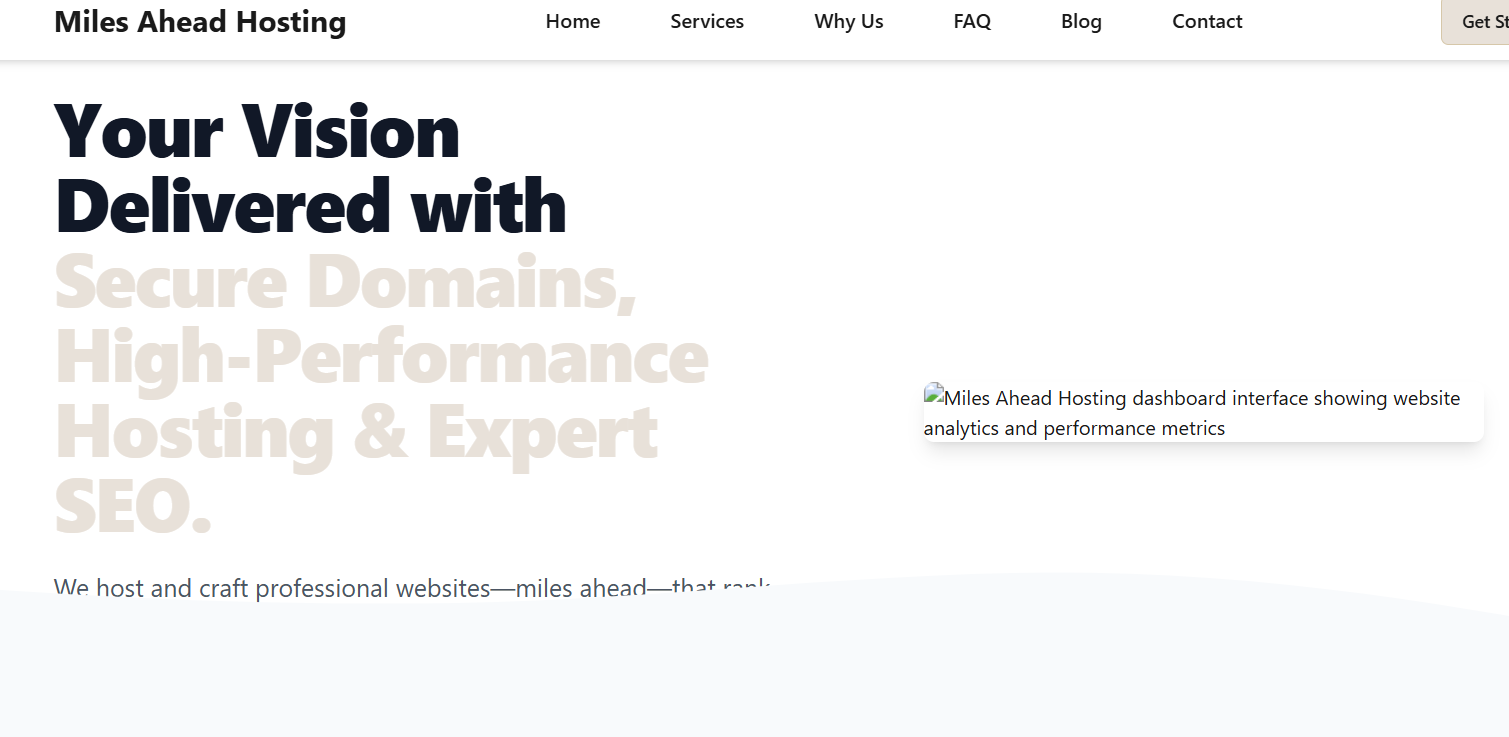 Miles Ahead Hosting
Home
Services
Why Us
FAQ
Blog
Contact
Get St
Your Vision
Delivered with
Secure Domains,
High-Performance
Hosting & Expert
SEO.
Miles Ahead Hosting dashboard interface showing website
analytics and performance metrics
We host and craft professional websites—miles ahead—that rank